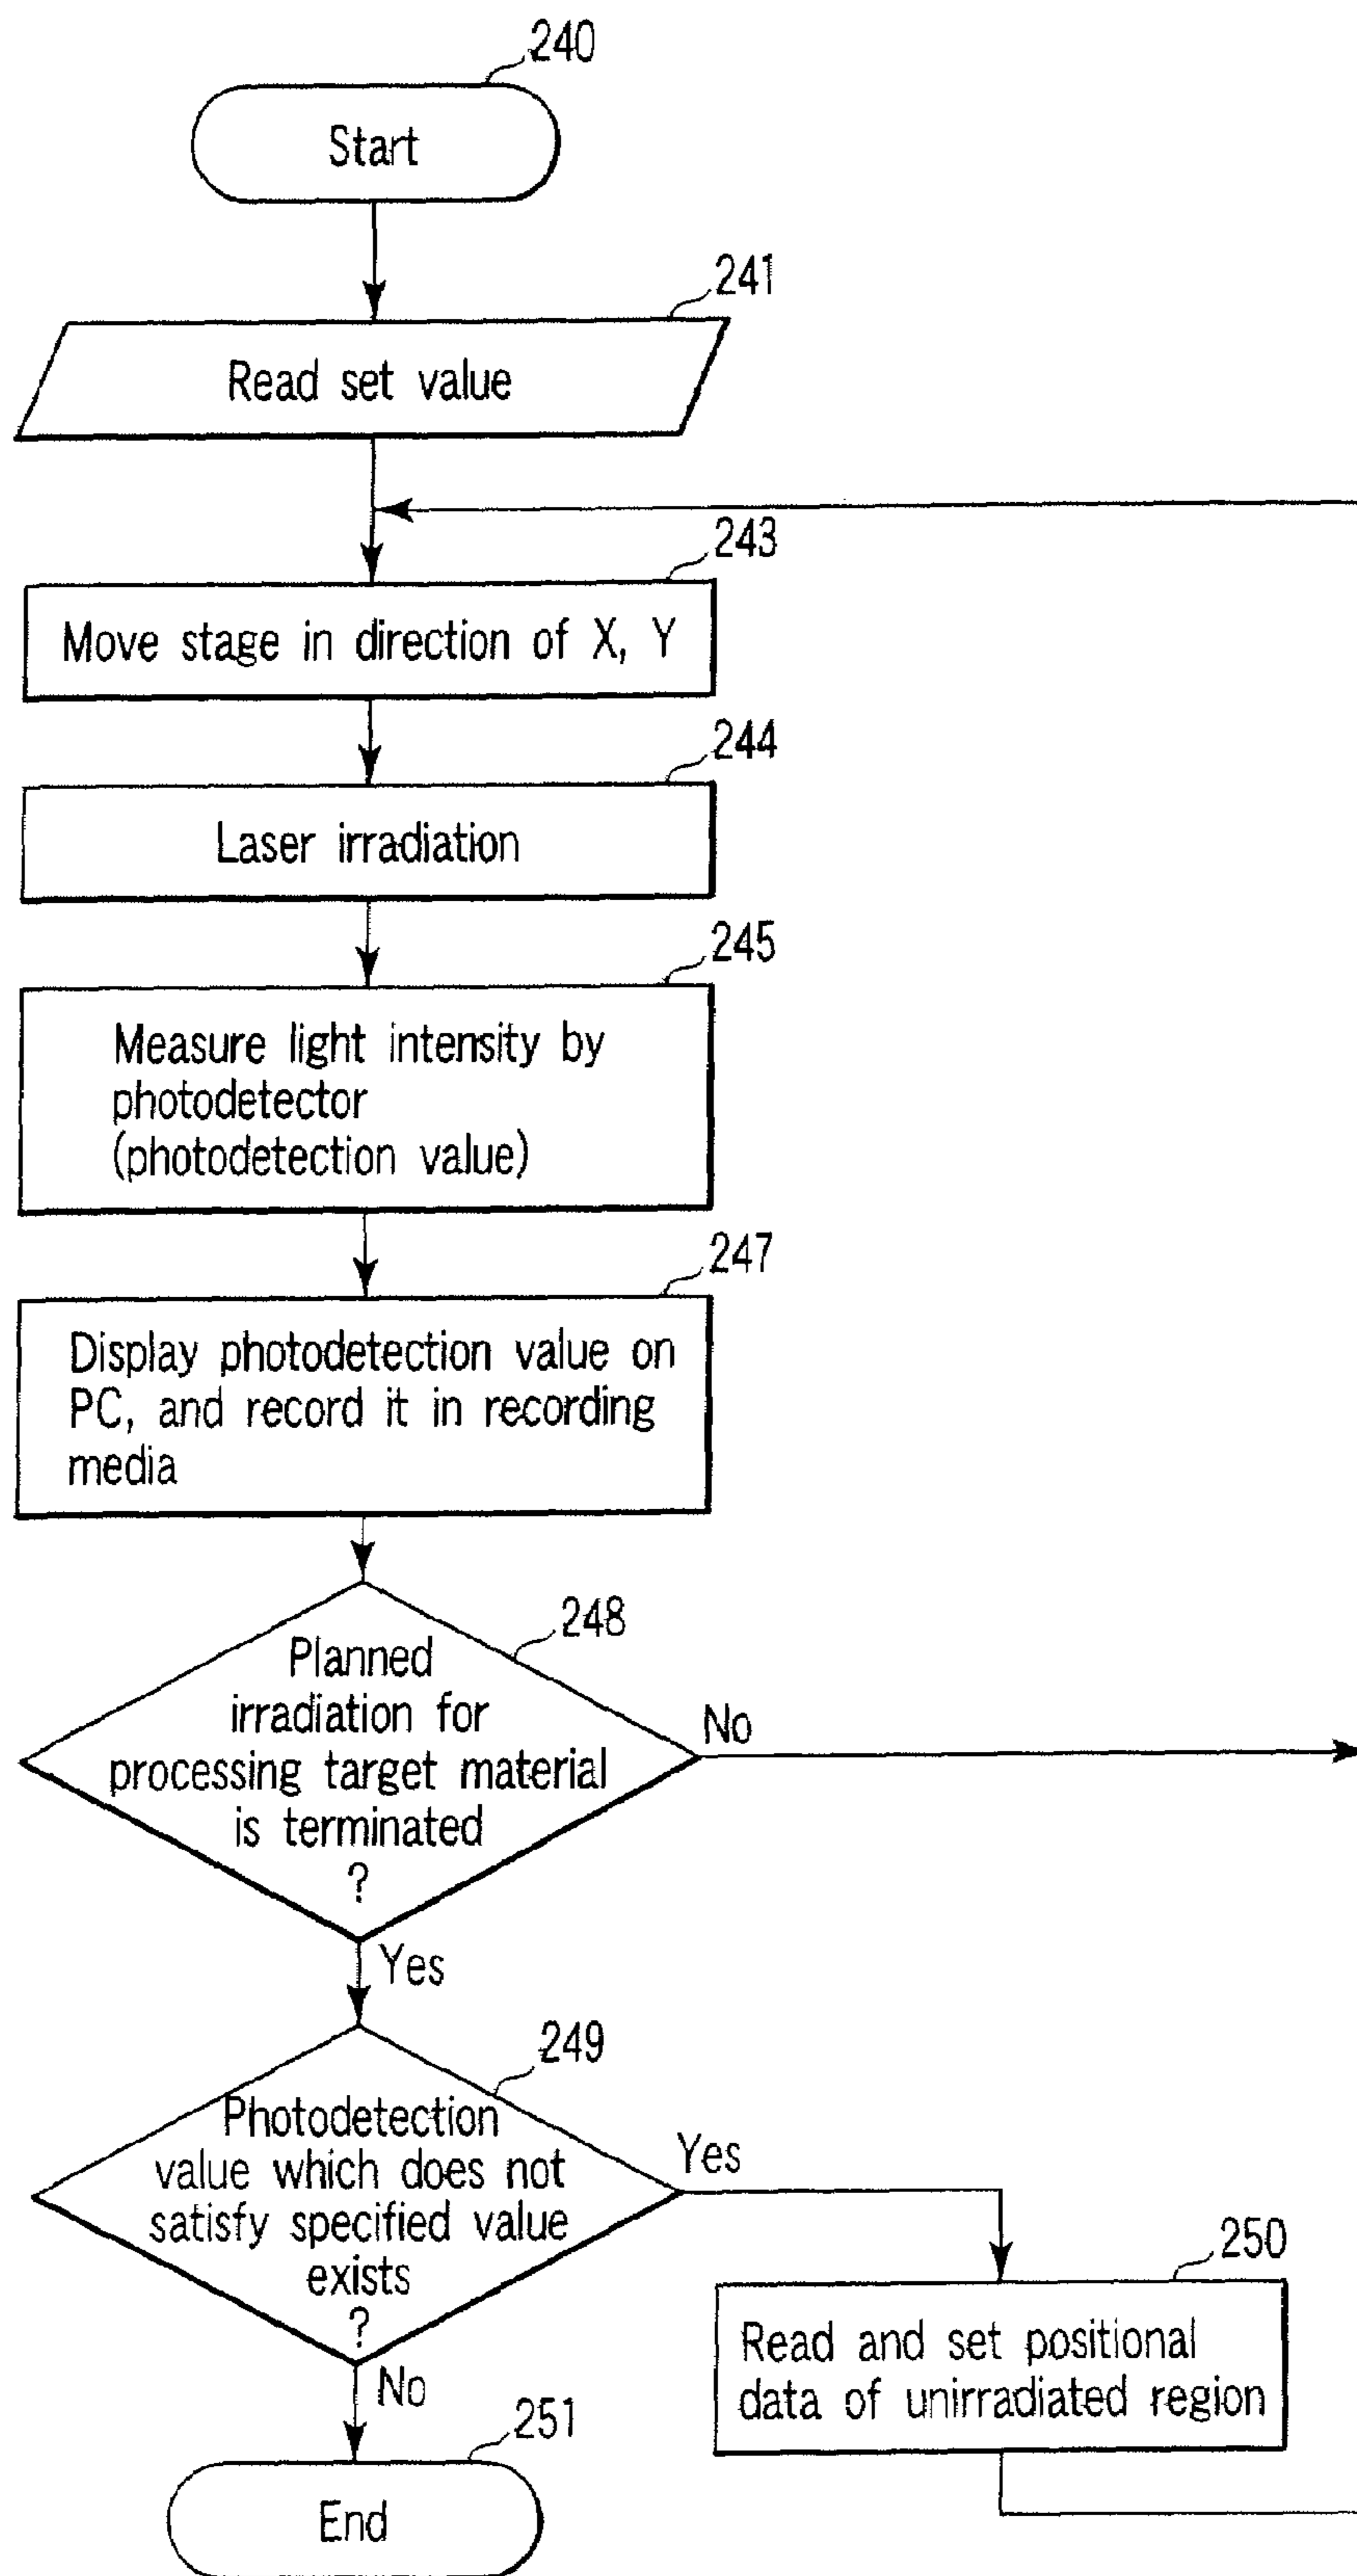 240
Start
241
Read set value
243
Move stage in direction of X, Y
244
Laser irradiation
245
Measure light intensity by
photodetector
(photodetection value)
247
Display photodetection value on
PC, and record it in recording
media
248
Planned
irradiation for
processing target material
is terminated
?
No
Yes
249
Photodetection
value which does not
satisfy specified value
exists
?
Yes
250
Read and set positional
data of unirradiated region
No
251
End